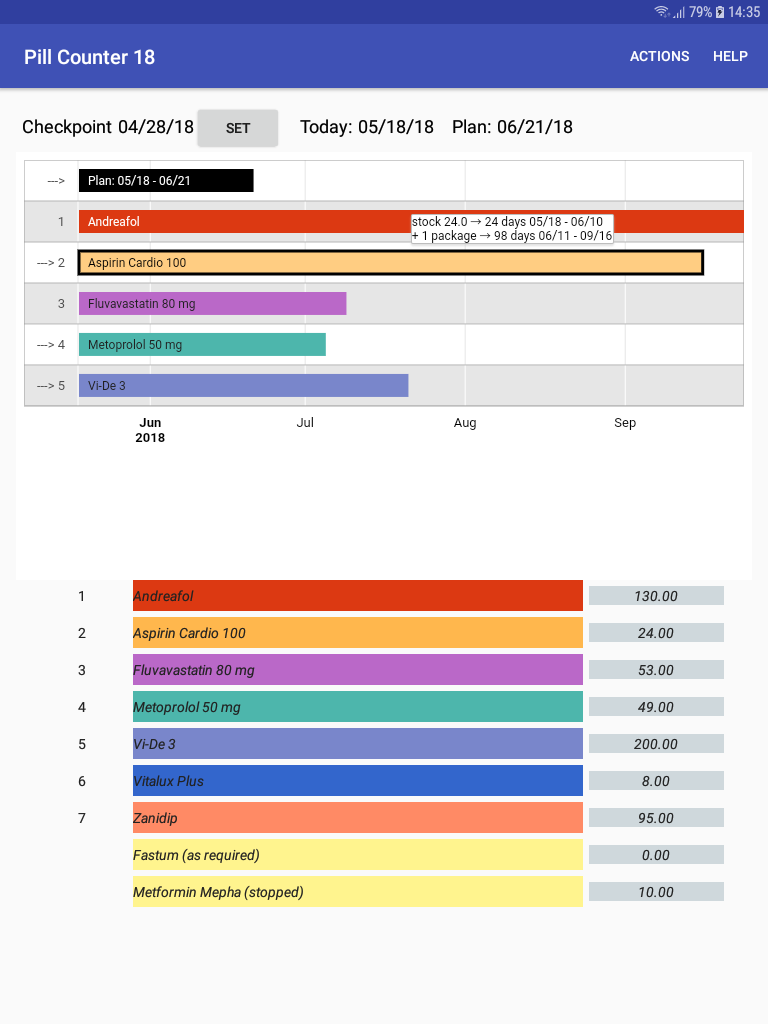 79% 14:35
Pill Counter 18 ACTIONS HELP
Checkpoint 04/28/18 SET Today: 05/18/18 Plan: 06/21/18
---> Plan: 05/18 - 06/21
1 Andreafol
stock 24.0 → 24 days 05/18 - 06/10
+ 1 package → 98 days 06/11 - 09/16
---> 2 Aspirin Cardio 100
3 Fluvavastatin 80 mg
---> 4 Metoprolol 50 mg
---> 5 Vi-De 3
Jun Jul Aug Sep
2018
1 Andreafol 130.00
2 Aspirin Cardio 100 24.00
3 Fluvavastatin 80 mg 53.00
4 Metoprolol 50 mg 49.00
5 Vi-De 3 200.00
6 Vitalux Plus 8.00
7 Zanidip 95.00
Fastum (as required) 0.00
Metformin Mepha (stopped) 10.00